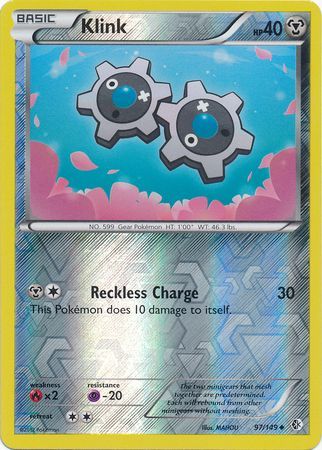 BASIC
Klink
HP40
NO. 599 Gear Pokémon HT: 1'00" WT: 46.3 lbs.
Reckless Charge 30
This Pokémon does 10 damage to itself.
weakness
×2
resistance
-20
retreat
The two minigears that mesh
together are predetermined.
Each will rebound from other
minigears without meshing.
Illus. MAHOU
97/149